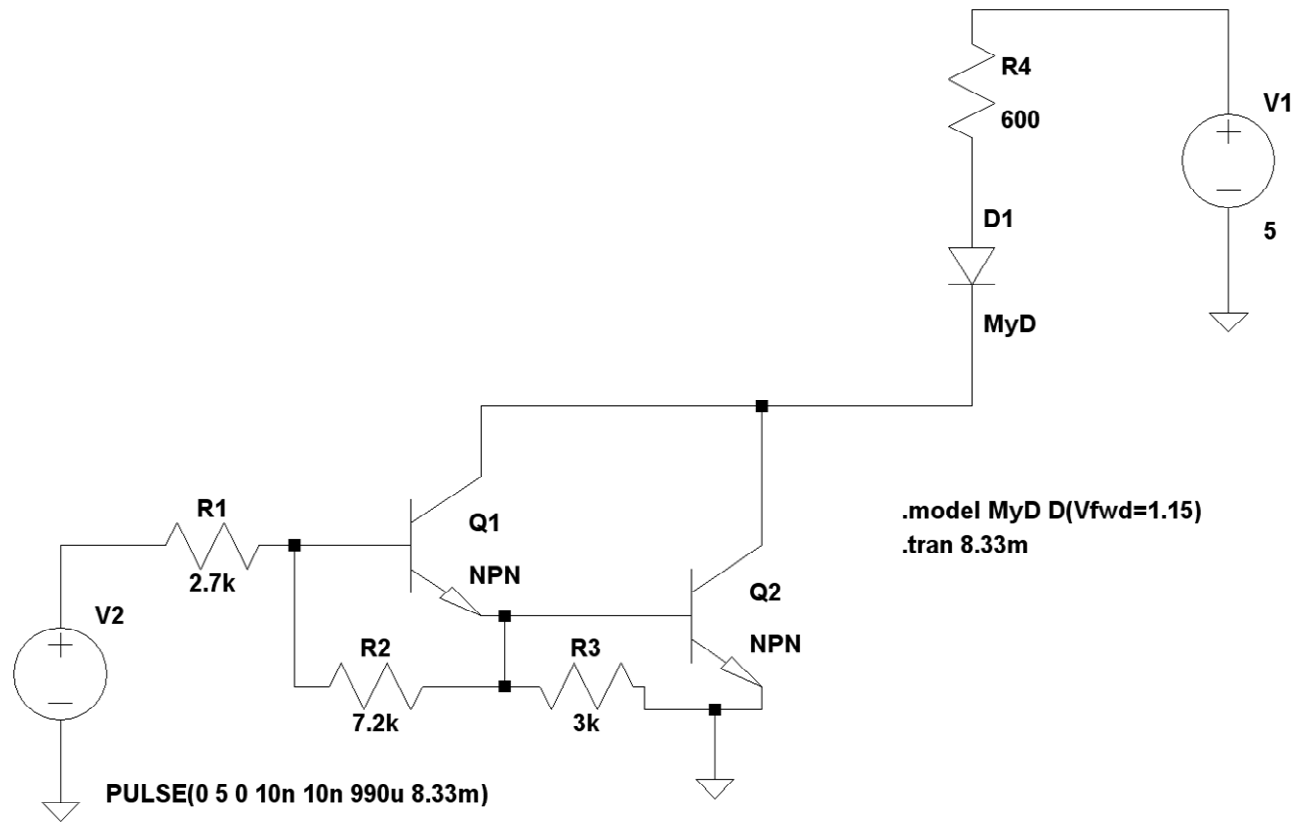 R4
600
V1
+
−
5
D1
MyD
R1
2.7k
Q1
NPN
.model MyD D(Vfwd=1.15)
.tran 8.33m
V2
+
−
R2
7.2k
R3
3k
Q2
NPN
PULSE(0 5 0 10n 10n 990u 8.33m)